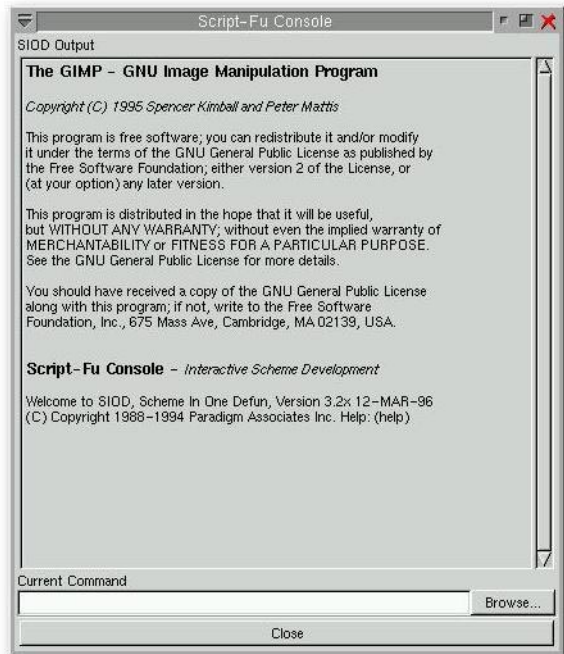 Script-Fu Console
SIOD Output
The GIMP - GNU Image Manipulation Program
Copyright (C) 1995 Spencer Kimball and Peter Mattis
This program is free software; you can redistribute it and/or modify
it under the terms of the GNU General Public License as published by
the Free Software Foundation; either version 2 of the License, or
(at your option) any later version.
This program is distributed in the hope that it will be useful,
but WITHOUT ANY WARRANTY; without even the implied warranty of
MERCHANTABILITY or FITNESS FOR A PARTICULAR PURPOSE.
See the GNU General Public License for more details.
You should have received a copy of the GNU General Public License
along with this program; if not, write to the Free Software
Foundation, Inc., 675 Mass Ave, Cambridge, MA 02139, USA.
Script-Fu Console - Interactive Scheme Development
Welcome to SIOD, Scheme In One Defun, Version 3.2x 12-MAR-96
(C) Copyright 1988-1994 Paradigm Associates Inc. Help: (help)
Current Command
Browse...
Close